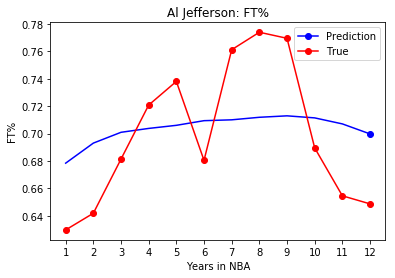 Al Jefferson: FT%
0.78
0.76
0.74
0.72
0.70
0.68
0.66
0.64
FT%
Prediction
True
1 2 3 4 5 6 7 8 9 10 11 12
Years in NBA